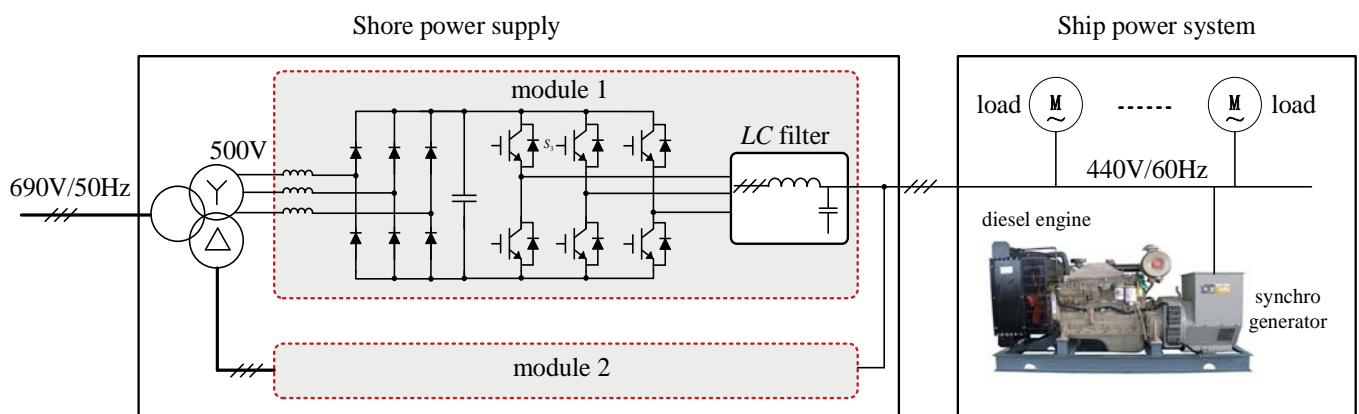 Shore power supply
Ship power system
module 1
load
M
~
------
M
~
load
500V
S3
LC filter
690V/50Hz
Y
440V/60Hz
Δ
diesel engine
synchro
generator
module 2